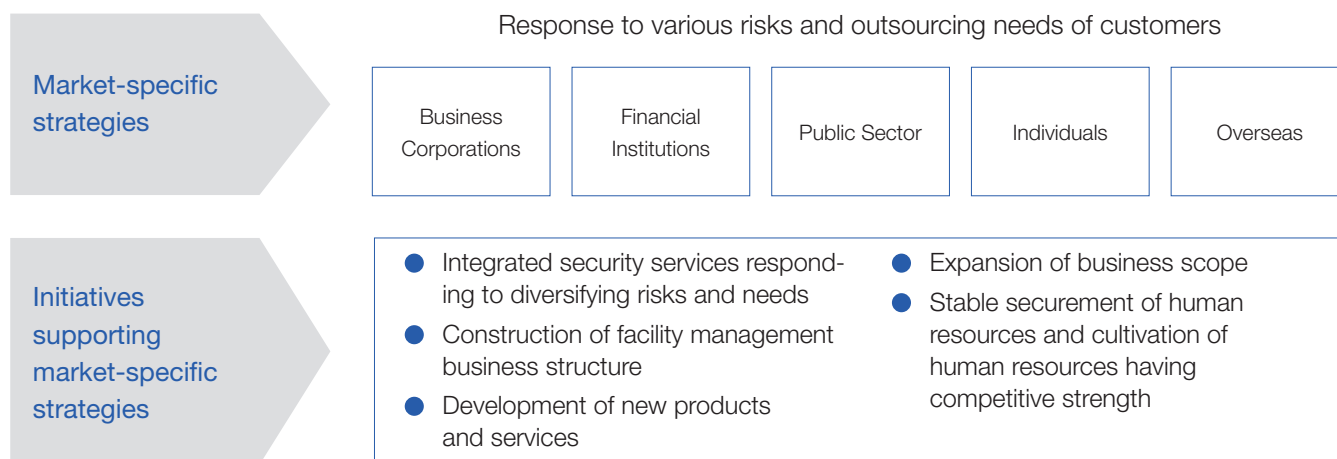 Market-specific
strategies
Response to various risks and outsourcing needs of customers
Business
Corporations
Financial
Institutions
Public Sector
Individuals
Overseas
Initiatives
supporting
market-specific
strategies
● Integrated security services respond-
ing to diversifying risks and needs
● Construction of facility management
business structure
● Development of new products
and services
● Expansion of business scope
● Stable securement of human
resources and cultivation of
human resources having
competitive strength